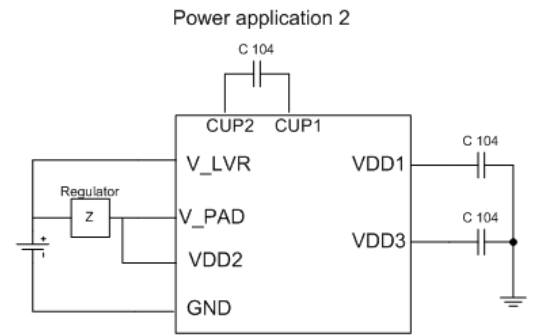 Power application 2
C 104
CUP2 CUP1
V_LVR VDD1
C 104
Regulator
Z
V_PAD
C 104
VDD3
VDD2
GND
+
-